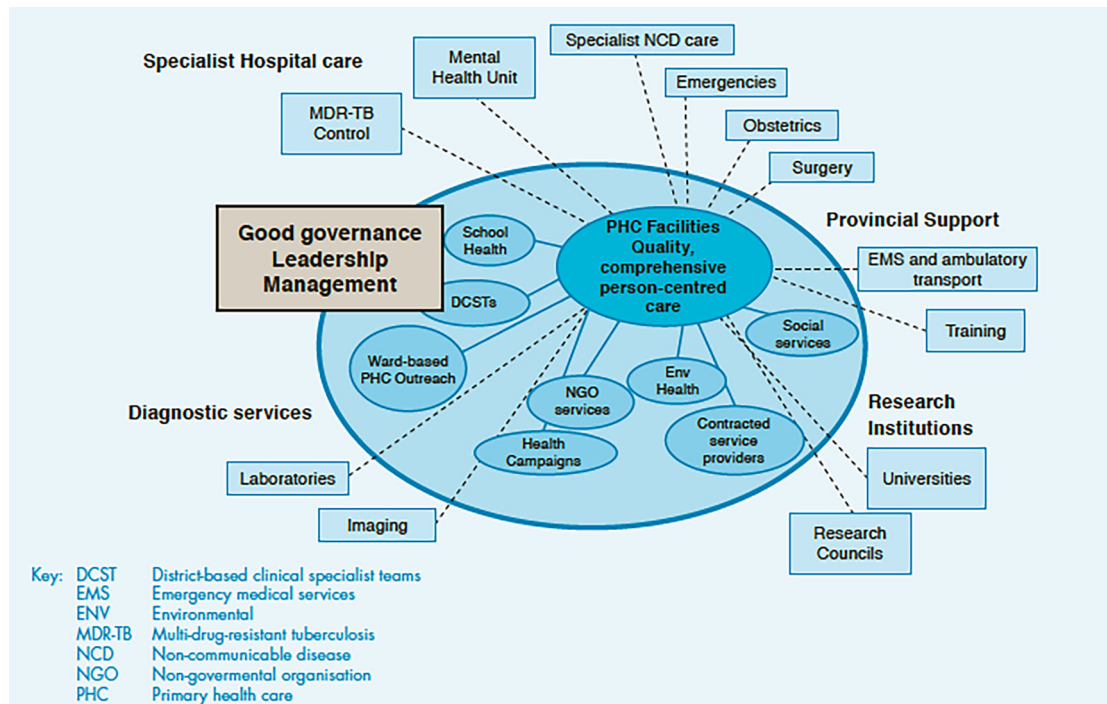 Specialist Hospital care
Mental
Health Unit
Specialist NCD care
Emergencies
MDR-TB
Control
Obstetrics
Surgery
Good governance
Leadership
Management
School
Health
DCSTs
Ward-based
PHC Outreach
PHC Facilities
Quality,
comprehensive
person-centred
care
Provincial Support
EMS and ambulatory
transport
Training
Social
services
Env
Health
NGO
services
Health
Campaigns
Contracted
service
providers
Diagnostic services
Laboratories
Imaging
Research
Institutions
Universities
Research
Councils
Key: DCST District-based clinical specialist teams
EMS Emergency medical services
ENV Environmental
MDR-TB Multi-drug-resistant tuberculosis
NCD Non-communicable disease
NGO Non-govermental organisation
PHC Primary health care